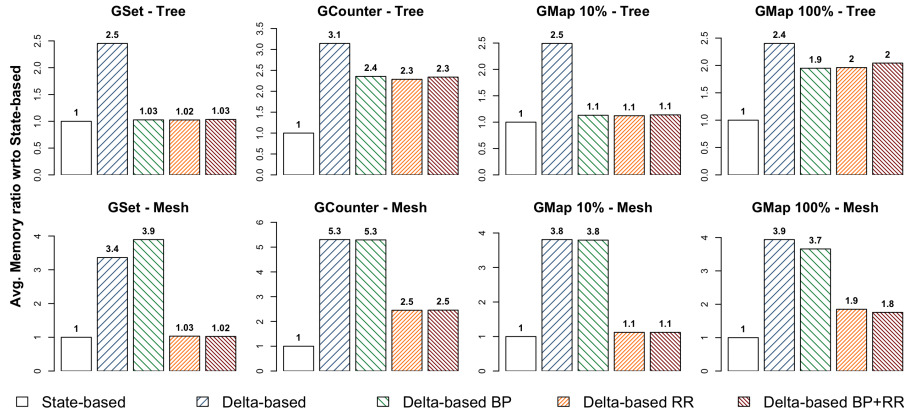 Avg. Memory ratio wrto State-based
GSet - Tree
0.0 0.5 1.0 1.5 2.0 2.5
1 2.5 1.03 1.02 1.03
GCounter - Tree
0.0 0.5 1.0 1.5 2.0 2.5 3.0 3.5
1 3.1 2.4 2.3 2.3
GMap 10% - Tree
0.0 0.5 1.0 1.5 2.0 2.5
1 2.5 1.1 1.1 1.1
GMap 100% - Tree
0.0 0.5 1.0 1.5 2.0 2.5
1 2.4 1.9 2 2
GSet - Mesh
0 1 2 3 4
1 3.4 3.9 1.03 1.02
GCounter - Mesh
0 1 2 3 4 5 6
1 5.3 5.3 2.5 2.5
GMap 10% - Mesh
0 1 2 3 4
1 3.8 3.8 1.1 1.1
GMap 100% - Mesh
0 1 2 3 4
1 3.9 3.7 1.9 1.8
State-based Delta-based Delta-based BP Delta-based RR Delta-based BP+RR